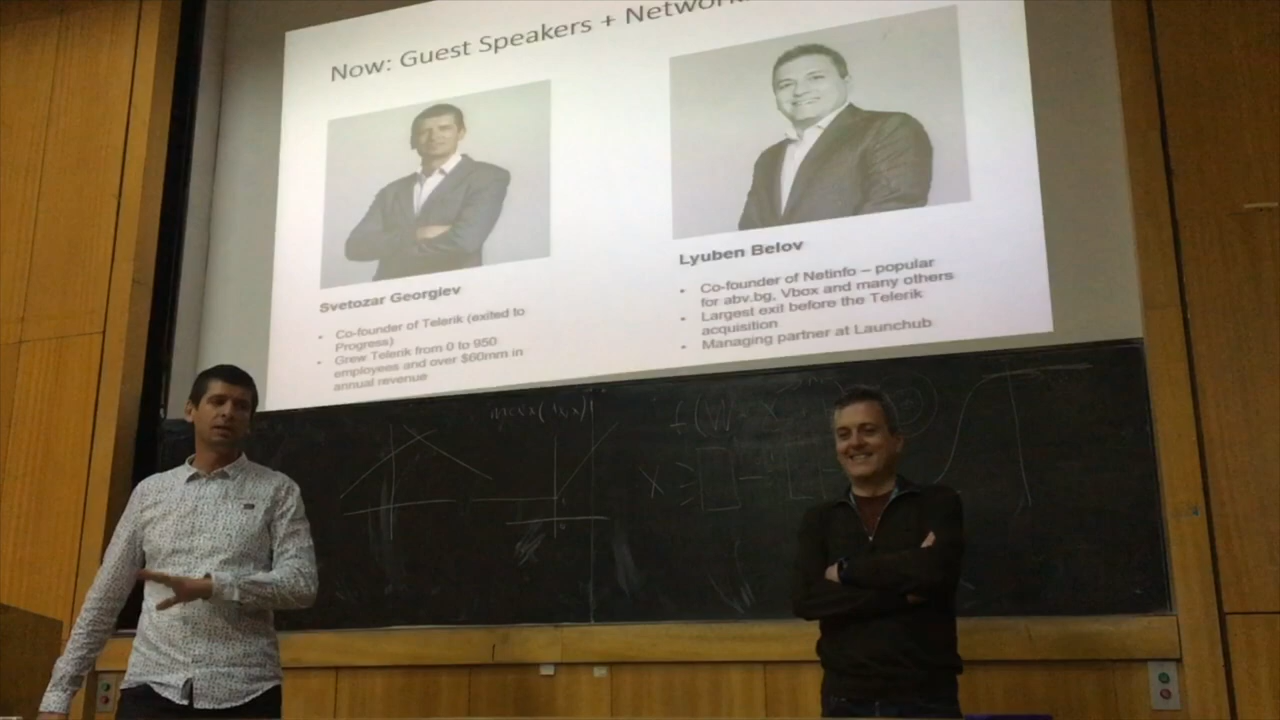 Now: Guest Speakers + Network
Svetozar Georgiev
• Co-founder of Telerik (exited to
Progress)
• Grew Telerik from 0 to 950
employees and over $60mm in
annual revenue
Lyuben Belov
• Co-founder of Netinfo – popular
for abv.bg, Vbox and many others
• Largest exit before the Telerik
acquisition
• Managing partner at Launchub